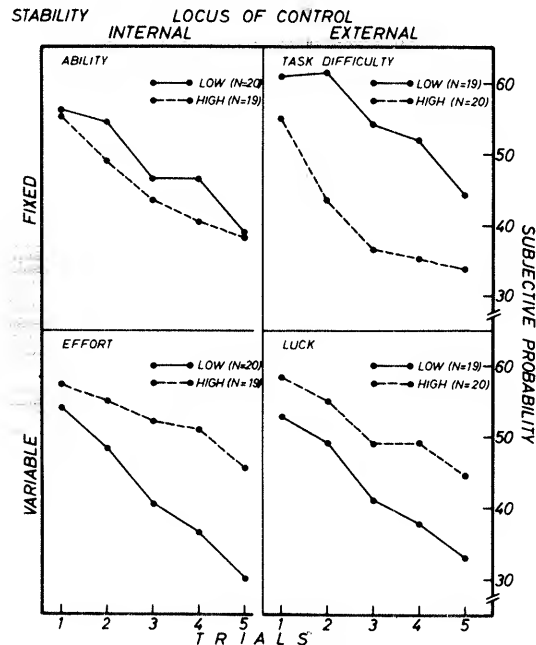 STABILITY LOCUS OF CONTROL
INTERNAL EXTERNAL
ABILITY
LOW (N=20)
HIGH (N=19)
TASK DIFFICULTY
LOW (N=19)
HIGH (N=20)
60
50
40
30
FIXED
EFFORT
LOW (N=20)
HIGH (N=19)
LUCK
LOW (N=19)
HIGH (N=20)
60
50
40
30
VARIABLE
SUBJECTIVE PROBABILITY
1 2 3 4 5 1 2 3 4 5
TRIALS